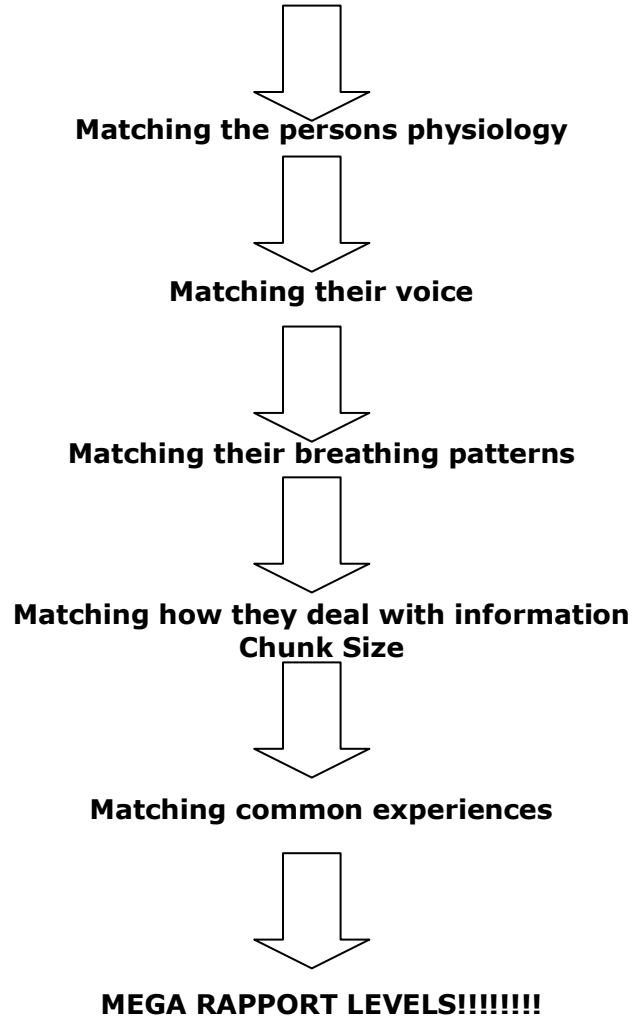 Matching the persons physiology
Matching their voice
Matching their breathing patterns
Matching how they deal with information
Chunk Size
Matching common experiences
MEGA RAPPORT LEVELS!!!!!!!!